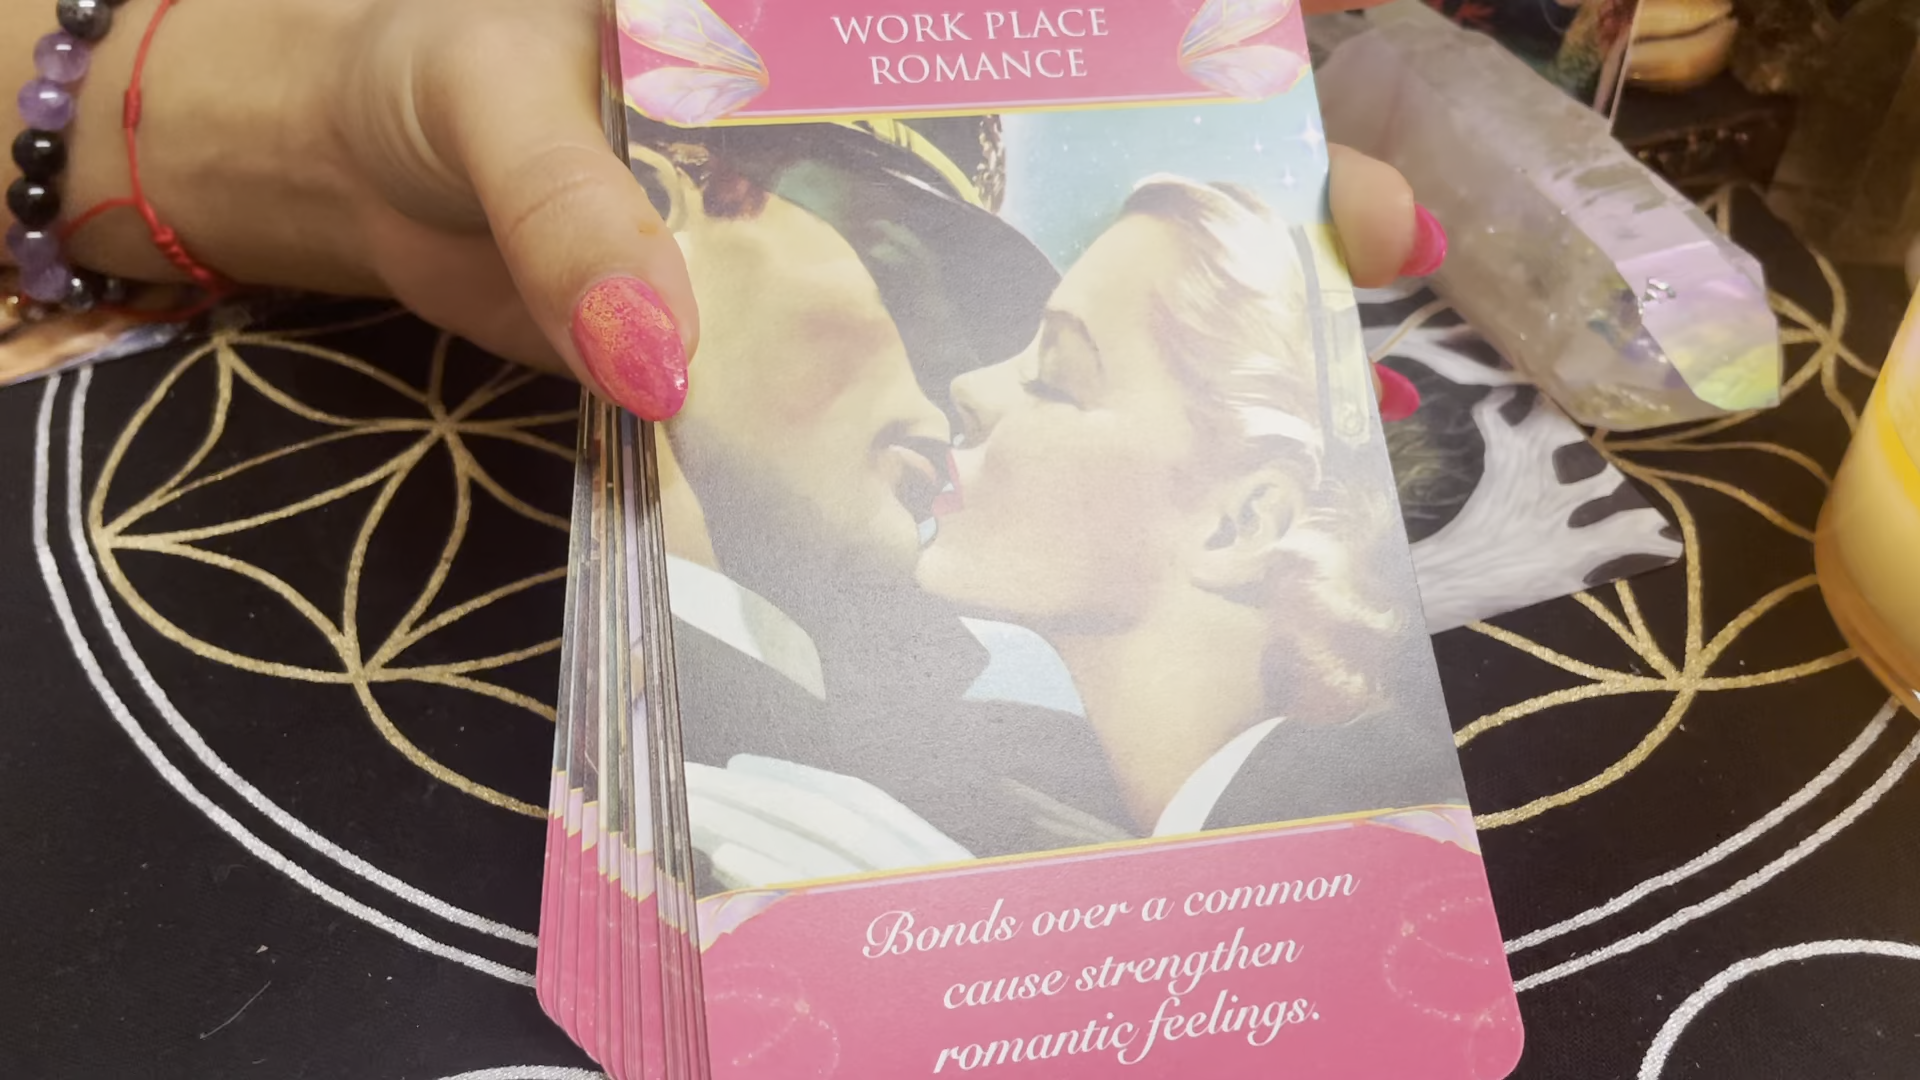 WORK PLACE
ROMANCE
Bonds over a common
cause strengthen
romantic feelings.